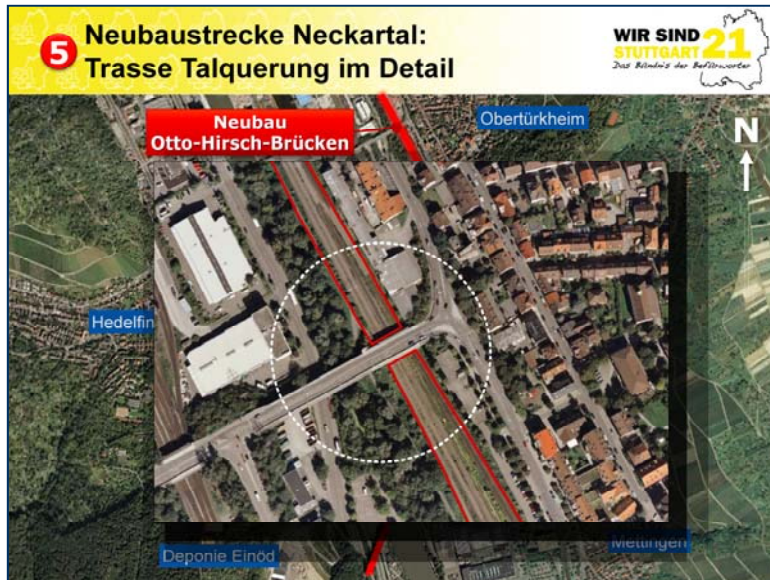 5
Neubaustrecke Neckartal:
Trasse Talquerung im Detail
WIR SIND
STUTTGART 21
Das Bündnis der Befürworter
Neubau
Otto-Hirsch-Brücken
Obertürkheim
N
Hedelfin
Deponie Einöd
Mettingen